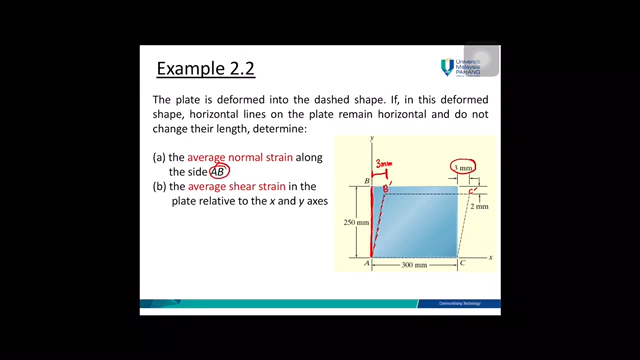 Example 2.2
Universiti
Malaysia
PAHANG
The plate is deformed into the dashed shape. If, in this deformed
shape, horizontal lines on the plate remain horizontal and do not
change their length, determine:
(a) the average normal strain along
the side AB
(b) the average shear strain in the
plate relative to the x and y axes
y
3mm
3 mm
B
B'
C'
2 mm
250 mm
A
300 mm
C
x
Communitising Technology